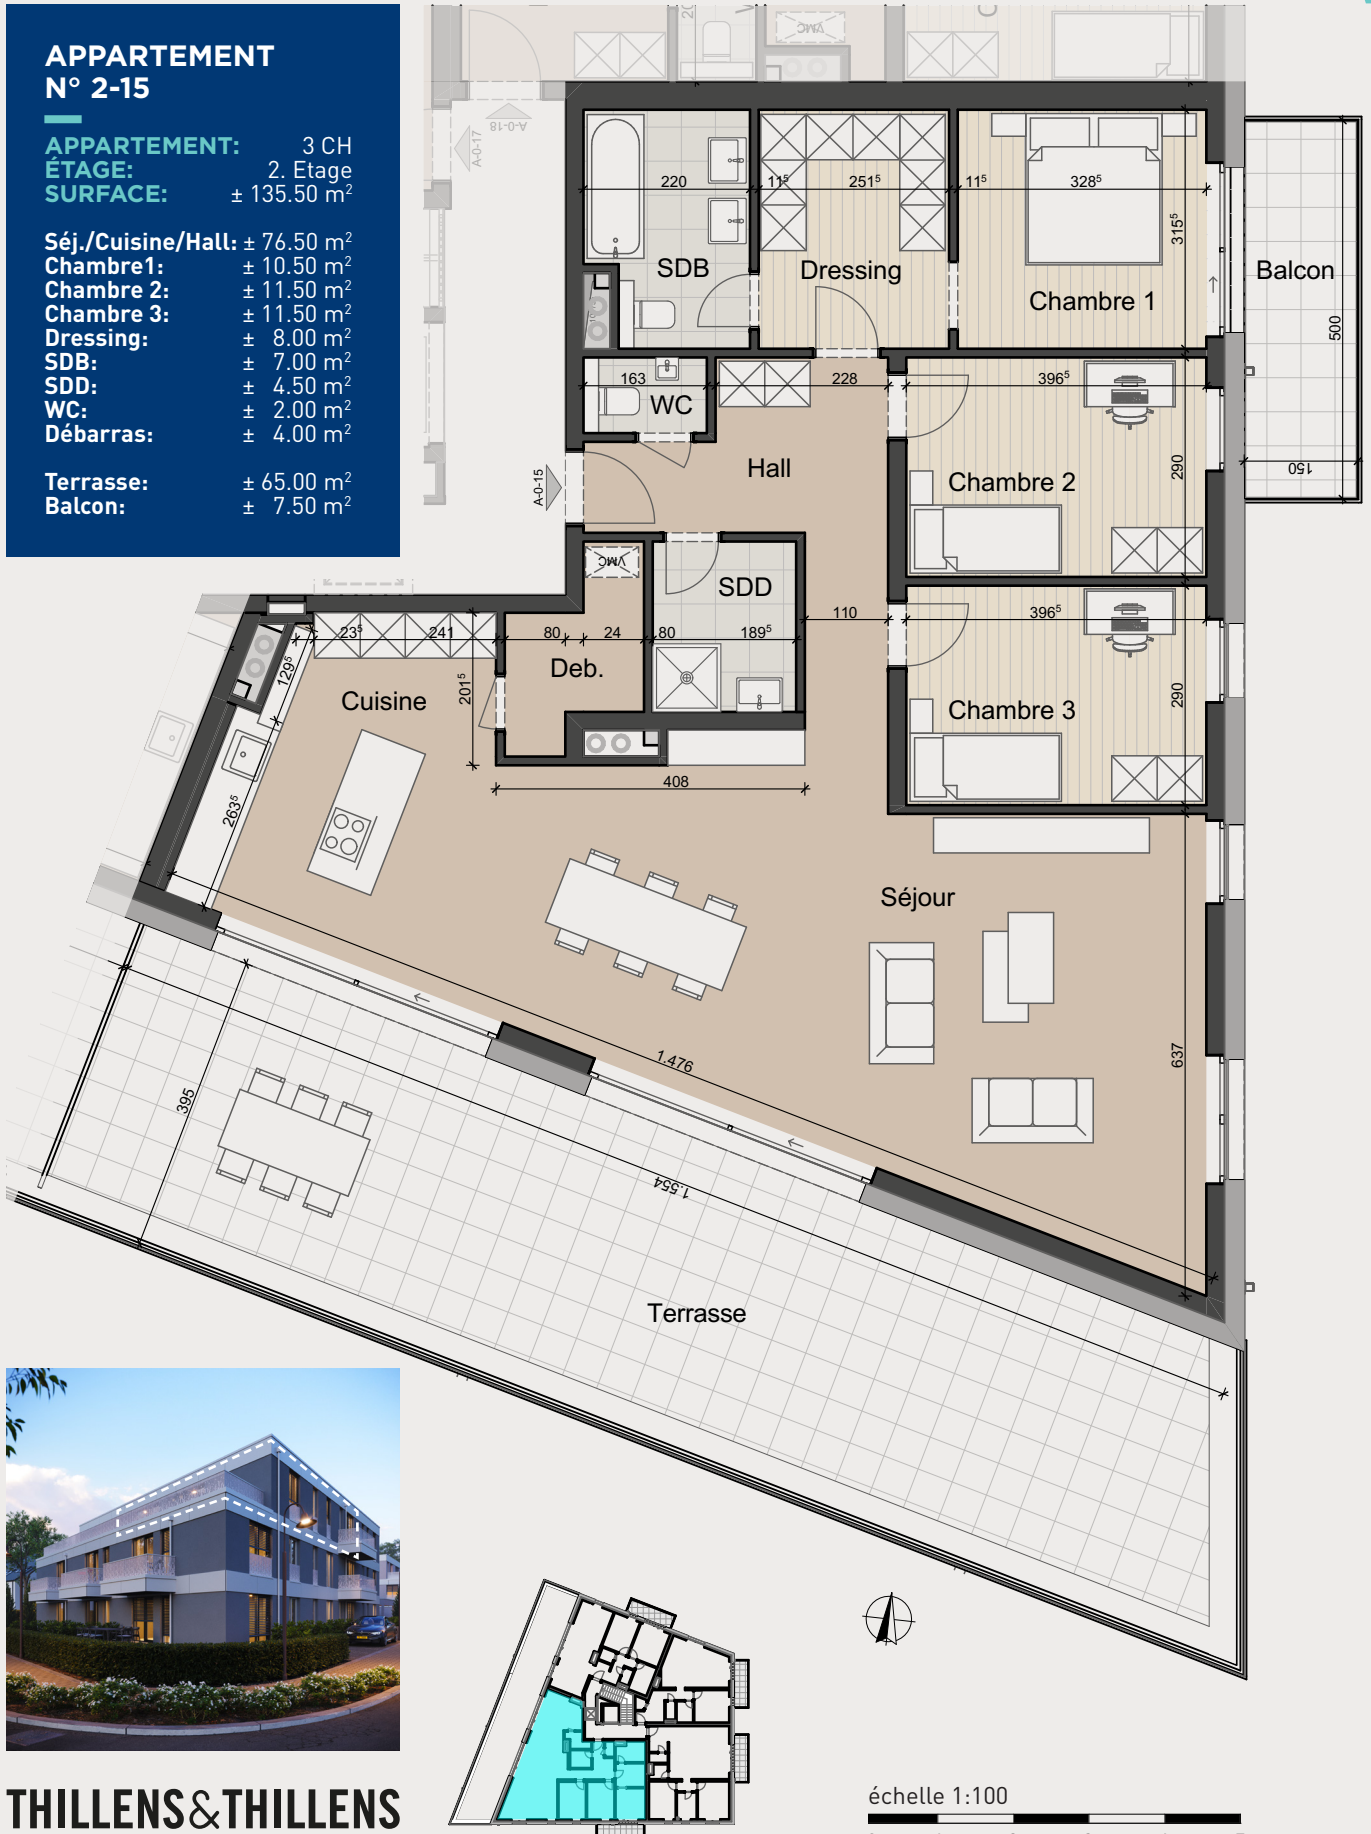 APPARTEMENT
N° 2-15
APPARTEMENT: 3 CH
ÉTAGE: 2. Etage
SURFACE: ± 135.50 m²
Séj./Cuisine/Hall: ± 76.50 m²
Chambre1: ± 10.50 m²
Chambre 2: ± 11.50 m²
Chambre 3: ± 11.50 m²
Dressing: ± 8.00 m²
SDB: ± 7.00 m²
SDD: ± 4.50 m²
WC: ± 2.00 m²
Débarras: ± 4.00 m²
Terrasse: ± 65.00 m²
Balcon: ± 7.50 m²
VMC
A-0-18
A-0-17
220
11⁵
251⁵
11⁵
328⁵
315⁵
SDB
Dressing
Chambre 1
Balcon
500
163
228
396⁵
WC
Hall
Chambre 2
290
150
A-0-15
VMC
SDD
23⁵
241
80
24
80
189⁵
110
396⁵
129⁵
Deb.
Cuisine
201⁵
Chambre 3
290
408
263⁵
Séjour
1.476
637
395
1.554
Terrasse
THILLENS&THILLENS
échelle 1:100